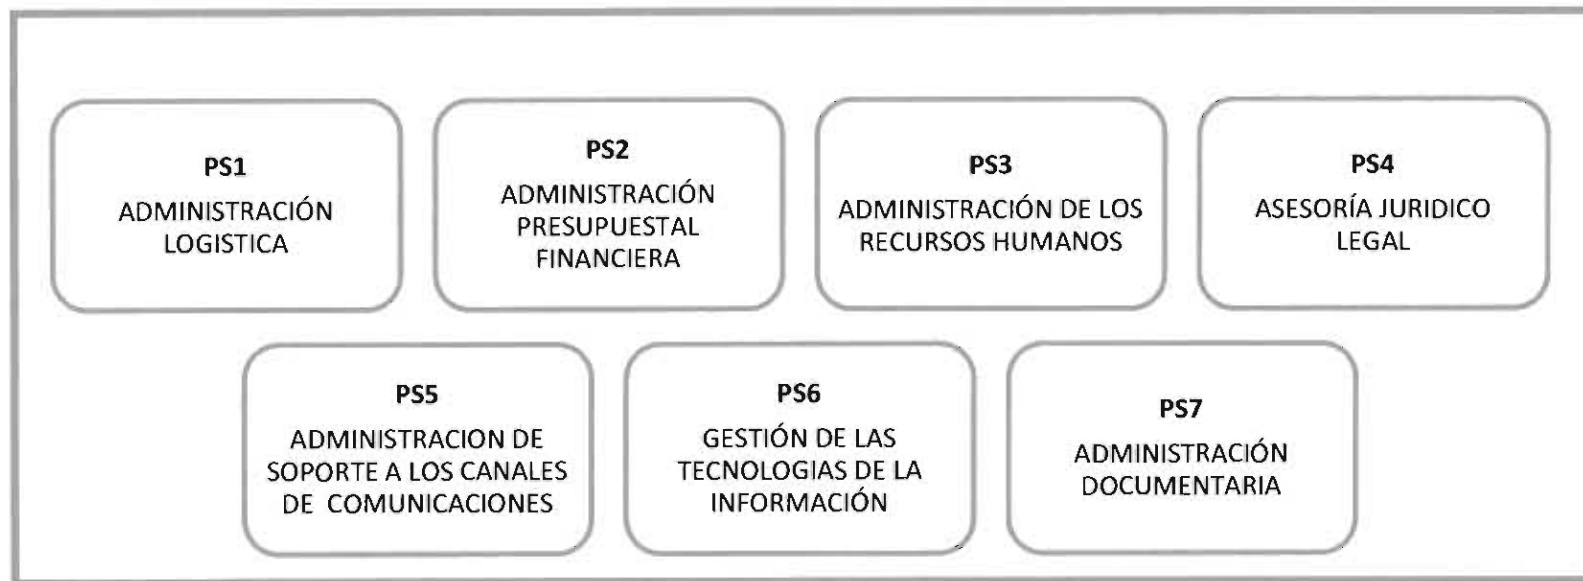 PS1
ADMINISTRACIÓN
LOGISTICA
PS2
ADMINISTRACIÓN
PRESUPUESTAL
FINANCIERA
PS3
ADMINISTRACIÓN DE LOS
RECURSOS HUMANOS
PS4
ASESORÍA JURIDICO
LEGAL
PS5
ADMINISTRACION DE
SOPORTE A LOS CANALES
DE COMUNICACIONES
PS6
GESTIÓN DE LAS
TECNOLOGIAS DE LA
INFORMACIÓN
PS7
ADMINISTRACIÓN
DOCUMENTARIA